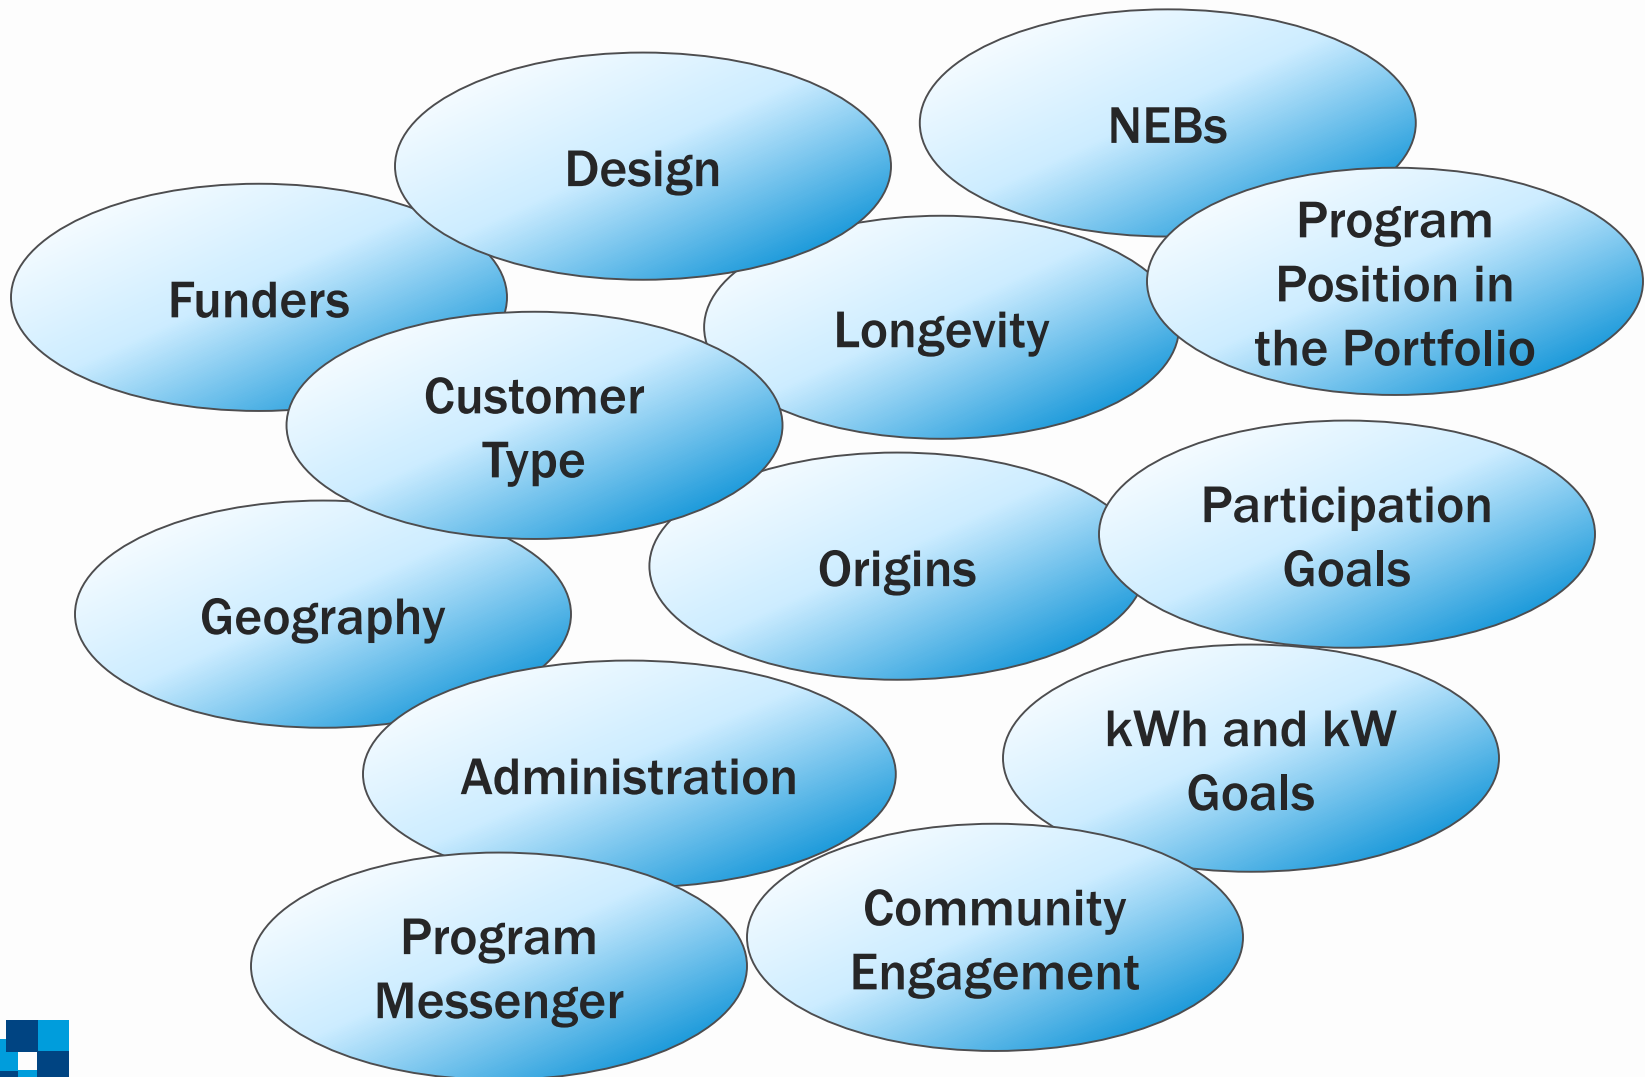 NEBs
Design
Program
Position in
the Portfolio
Funders
Longevity
Customer
Type
Participation
Goals
Origins
Geography
kWh and kW
Goals
Administration
Community
Engagement
Program
Messenger